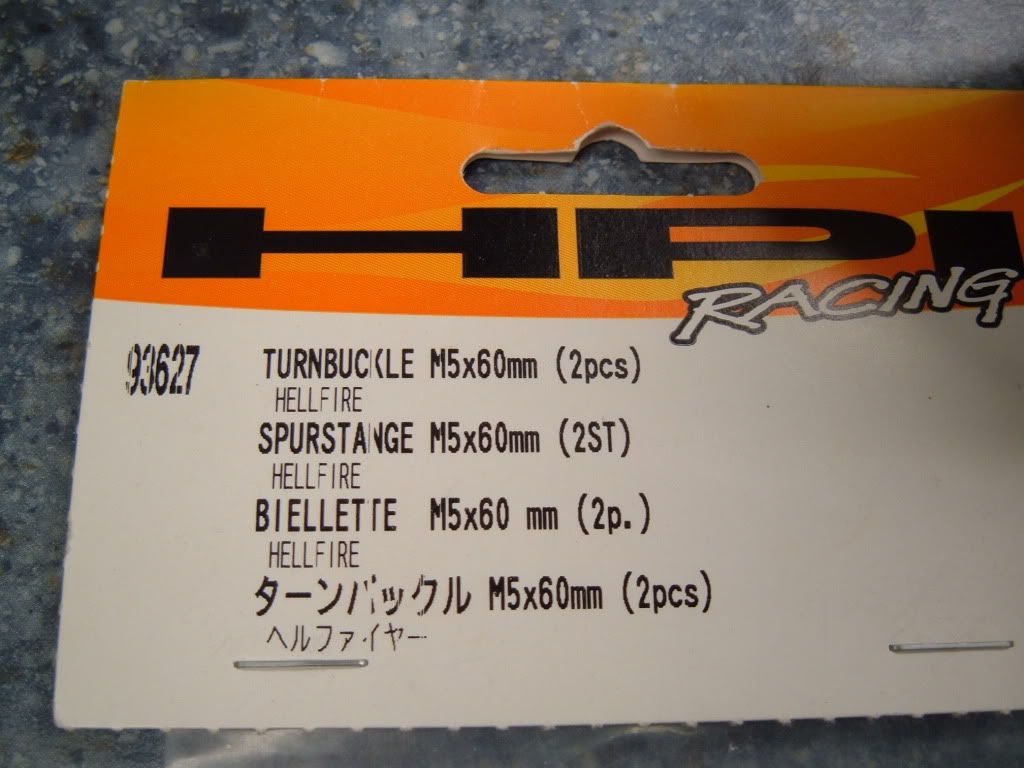 HPI
RACING
93627 TURNBUCKLE M5x60mm (2pcs)
HELLFIRE
SPURSTANGE M5x60mm (2ST)
HELLFIRE
BIELLETTE M5x60 mm (2p.)
HELLFIRE
ターンバックル M5x60mm (2pcs)
ヘルファイヤー